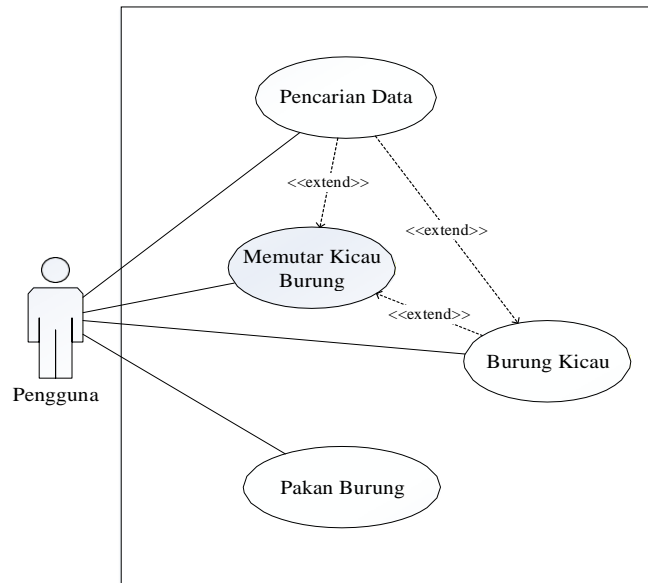 Pencarian Data
<<extend>>
<<extend>>
Memutar Kicau
Burung
<<extend>>
Burung Kicau
Pengguna
Pakan Burung